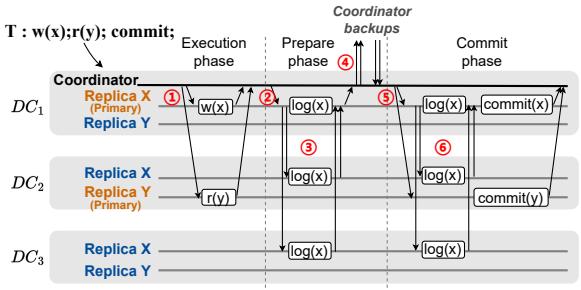 Coordinator
backups
T : w(x);r(y); commit;
Execution
phase
Prepare
phase
④
Commit
phase
Coordinator
DC1
Replica X
(Primary)
①
w(x)
②
log(x)
⑤
log(x)
commit(x)
Replica Y
③
⑥
DC2
Replica X
log(x)
log(x)
Replica Y
(Primary)
r(y)
commit(y)
DC3
Replica X
log(x)
log(x)
Replica Y